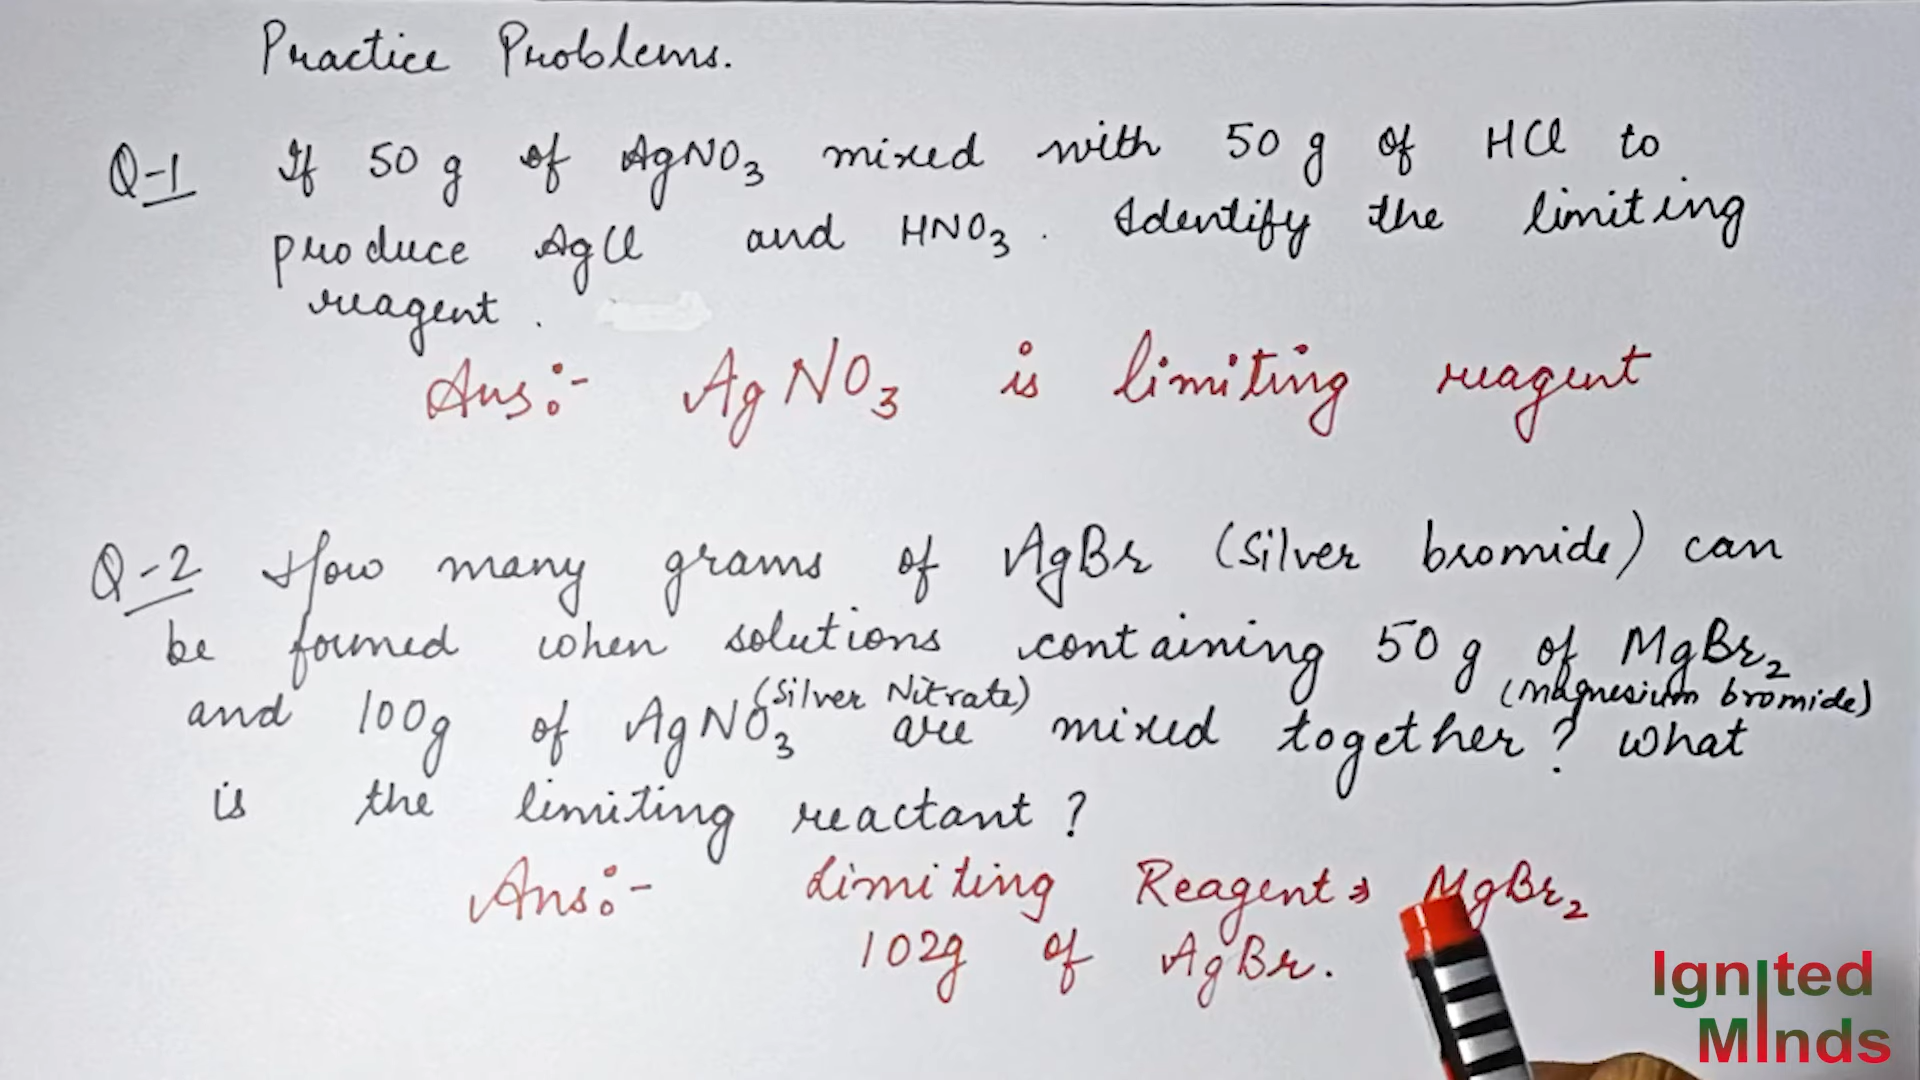 Practice Problems.
Q-1 If 50 g of AgNO3 mixed with 50 g of HCl to
produce AgCl and HNO3. Identify the limiting
reagent.
Ans:- AgNO3 is limiting reagent
Q-2 How many grams of AgBr (silver bromide) can
be formed when solutions containing 50 g of MgBr2
(Magnesium bromide)
and 100g of AgNO3 (Silver Nitrate) are mixed together? what
is the limiting reactant?
Ans:- Limiting Reagent → MgBr2
102g of AgBr.
Ignited
Minds